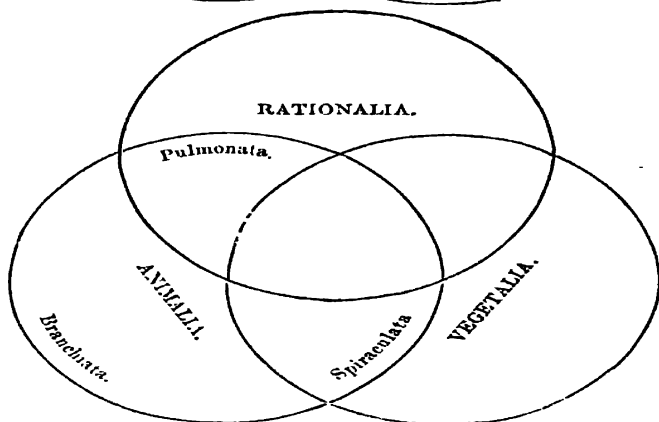 RATIONALIA.
Pulmonata.
ANIMALIA.
VEGETALIA.
Branchiata.
Spiraculata